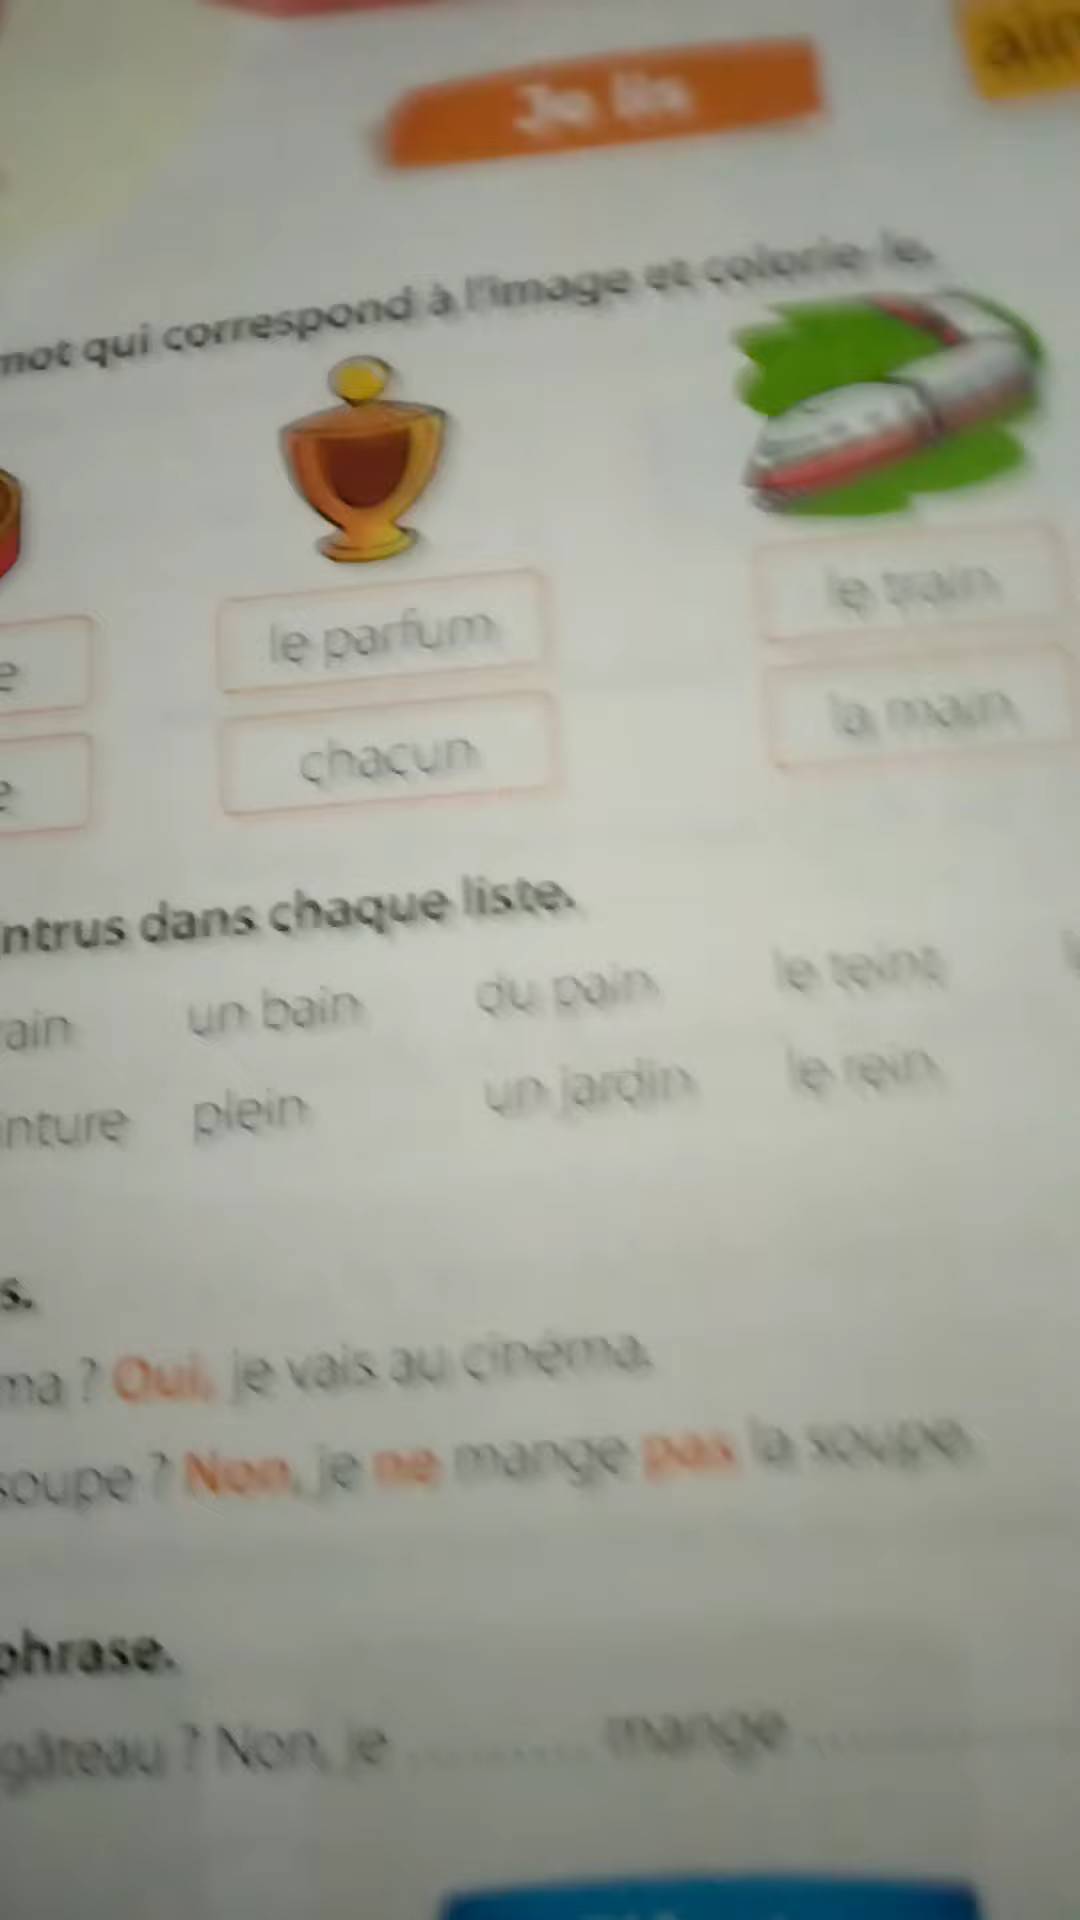 Je lis
mot qui correspond à l'image et colorie-le.
le parfum
le train
chacun
la main
intrus dans chaque liste.
un bain du pain le teint
plein un jardin le rein
? Oui, je vais au cinéma.
soupe ? Non, je ne mange pas la soupe.
phrase.
gâteau ? Non, je .......... mange ..........